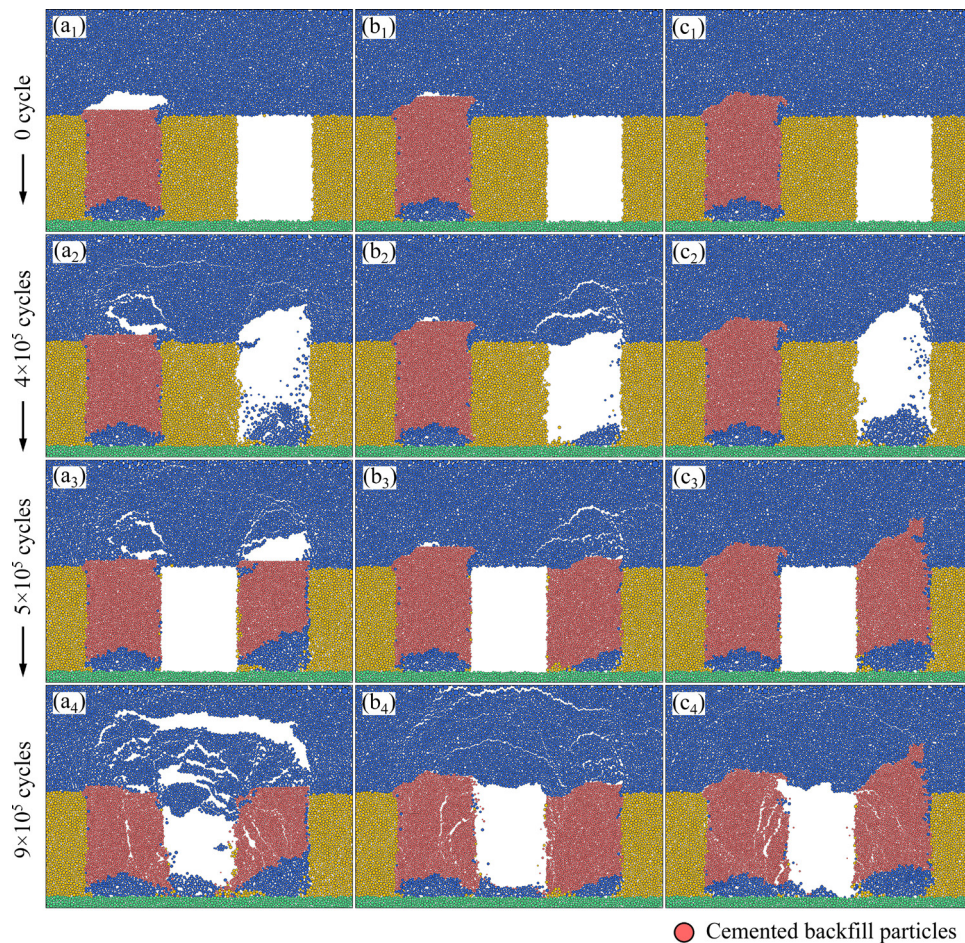 (a₁) (b₁) (c₁)
0 cycle
(a₂) (b₂) (c₂)
4×10⁵ cycles
(a₃) (b₃) (c₃)
5×10⁵ cycles
(a₄) (b₄) (c₄)
9×10⁵ cycles
Cemented backfill particles